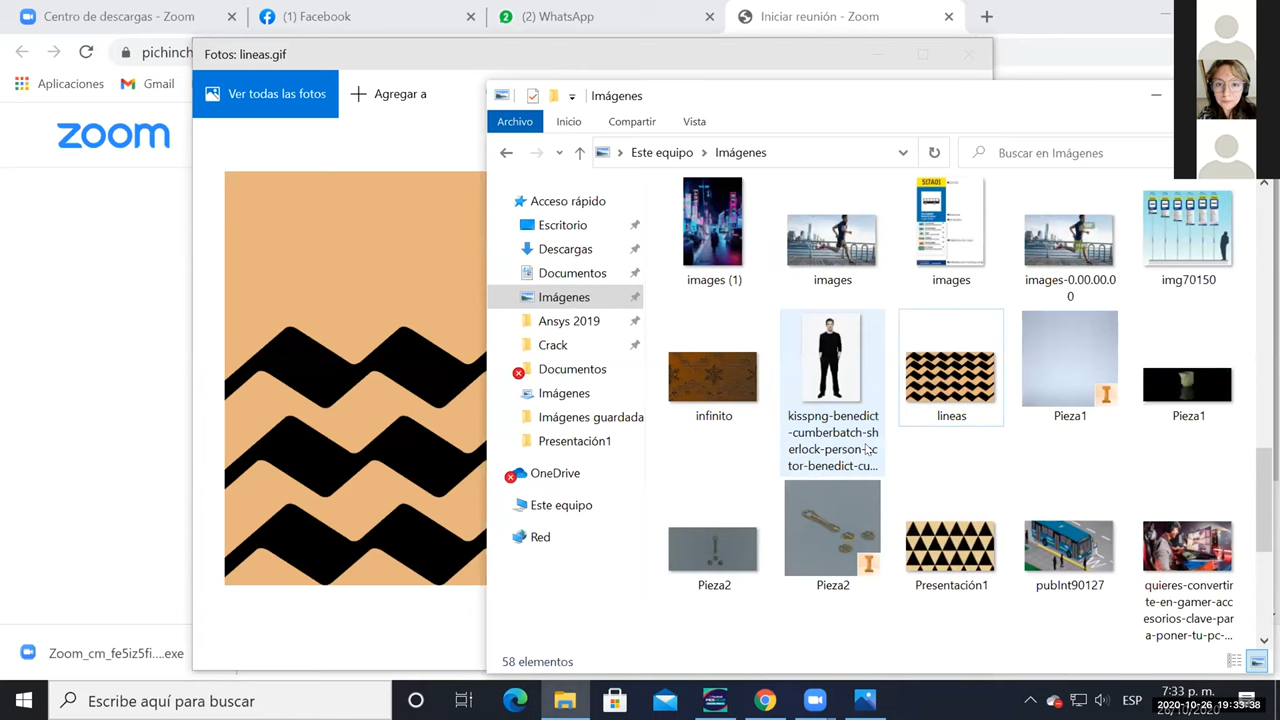 Centro de descargas - Zoom
(1) Facebook
(2) WhatsApp
Iniciar reunión - Zoom
pichinch
Aplicaciones
Gmail
zoom
Fotos: lineas.gif
Ver todas las fotos
Agregar a
Imágenes
Archivo
Inicio
Compartir
Vista
Este equipo
Imágenes
Buscar en Imágenes
Acceso rápido
Escritorio
Descargas
Documentos
Imágenes
Ansys 2019
Crack
Documentos
Imágenes
Imágenes guardada
Presentación1
OneDrive
Este equipo
Red
SITA01
images (1)
images
images
images-0.00.00.0
0
img70150
infinito
kisspng-benedict
-cumberbatch-sh
erlock-person-ac
tor-benedict-cu...
lineas
Pieza1
Pieza1
Pieza2
Pieza2
Presentación1
pubInt90127
quieres-convertir
te-en-gamer-acc
esorios-clave-par
a-poner-tu-pc-...
58 elementos
Zoom_cm_fe5iz5fi....exe
Escribe aquí para buscar
ESP
7:33 p. m.
2020-10-26 19:33:38